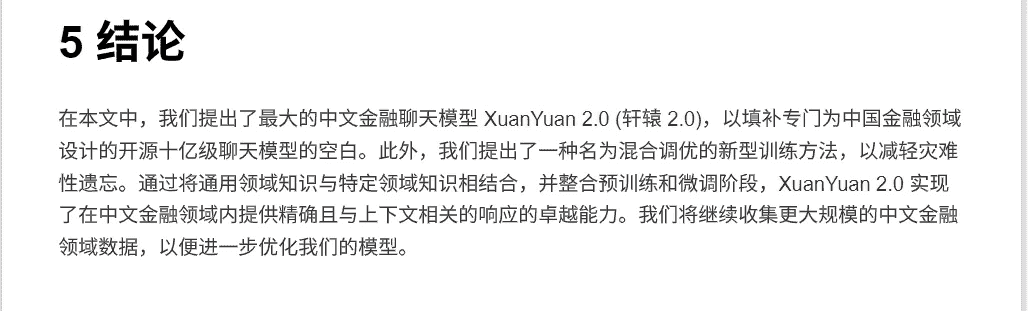 5 结论
在本文中，我们提出了最大的中文金融聊天模型 XuanYuan 2.0 (轩辕 2.0)，以填补专门为中国金融领域
设计的开源十亿级聊天模型的空白。此外，我们提出了一种名为混合调优的新型训练方法，以减轻灾难
性遗忘。通过将通用领域知识与特定领域知识相结合，并整合预训练和微调阶段，XuanYuan 2.0 实现
了在中文金融领域内提供精确且与上下文相关的响应的卓越能力。我们将继续收集更大规模的中文金融
领域数据，以便进一步优化我们的模型。